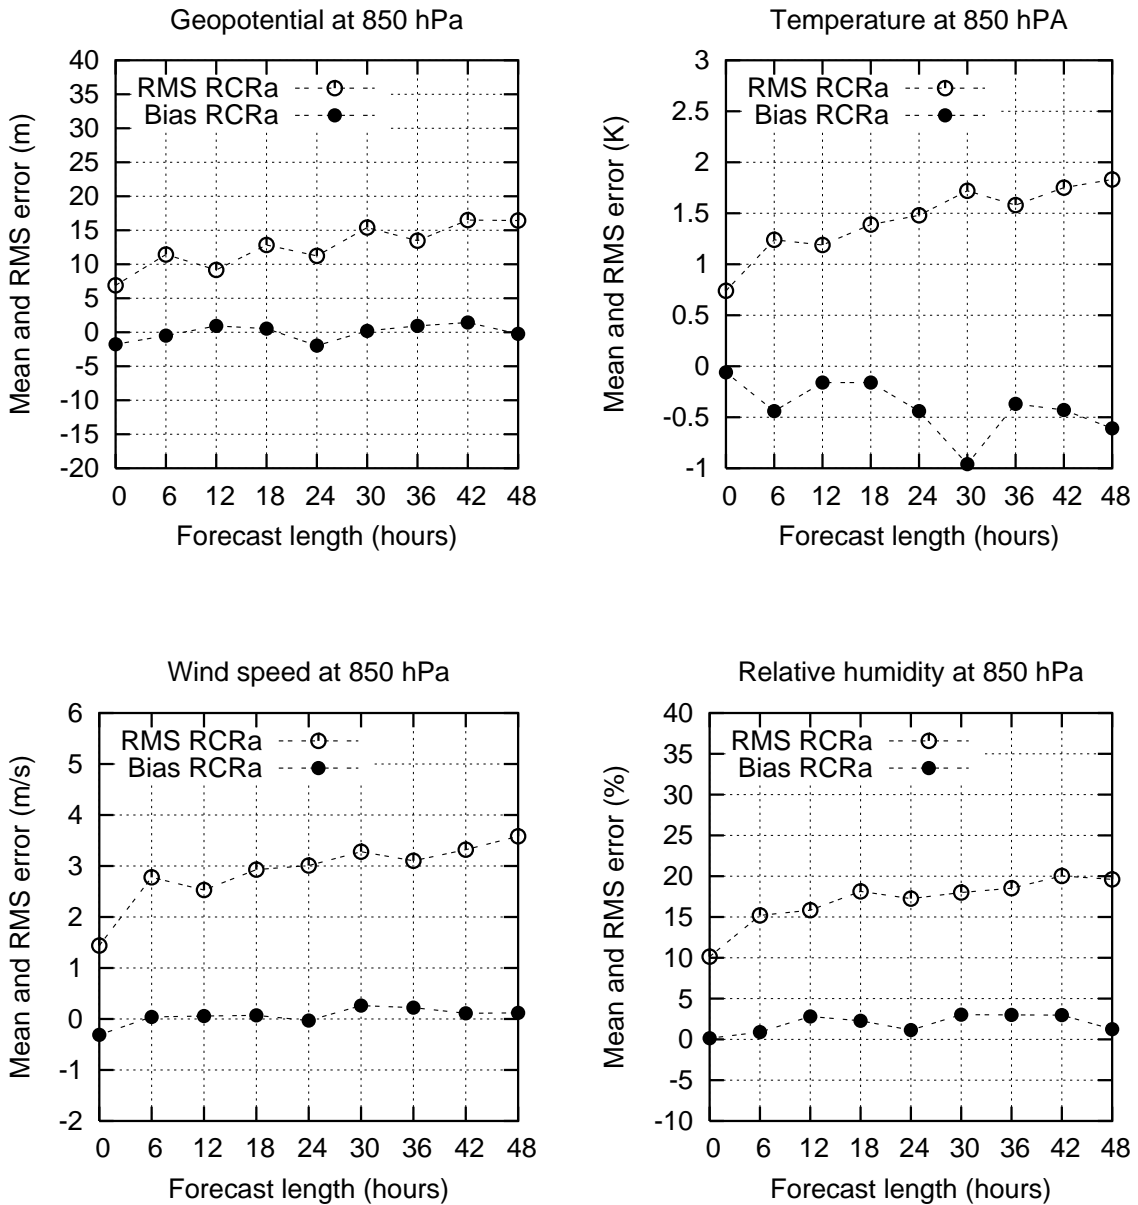 Geopotential at 850 hPa
Mean and RMS error (m)
40
35
30
25
20
15
10
5
0
-5
-10
-15
-20
RMS RCRa
Bias RCRa
0 6 12 18 24 30 36 42 48
Forecast length (hours)
Temperature at 850 hPA
Mean and RMS error (K)
3
2.5
2
1.5
1
0.5
0
-0.5
-1
RMS RCRa
Bias RCRa
0 6 12 18 24 30 36 42 48
Forecast length (hours)
Wind speed at 850 hPa
Mean and RMS error (m/s)
6
5
4
3
2
1
0
-1
-2
RMS RCRa
Bias RCRa
0 6 12 18 24 30 36 42 48
Forecast length (hours)
Relative humidity at 850 hPa
Mean and RMS error (%)
40
35
30
25
20
15
10
5
0
-5
-10
RMS RCRa
Bias RCRa
0 6 12 18 24 30 36 42 48
Forecast length (hours)